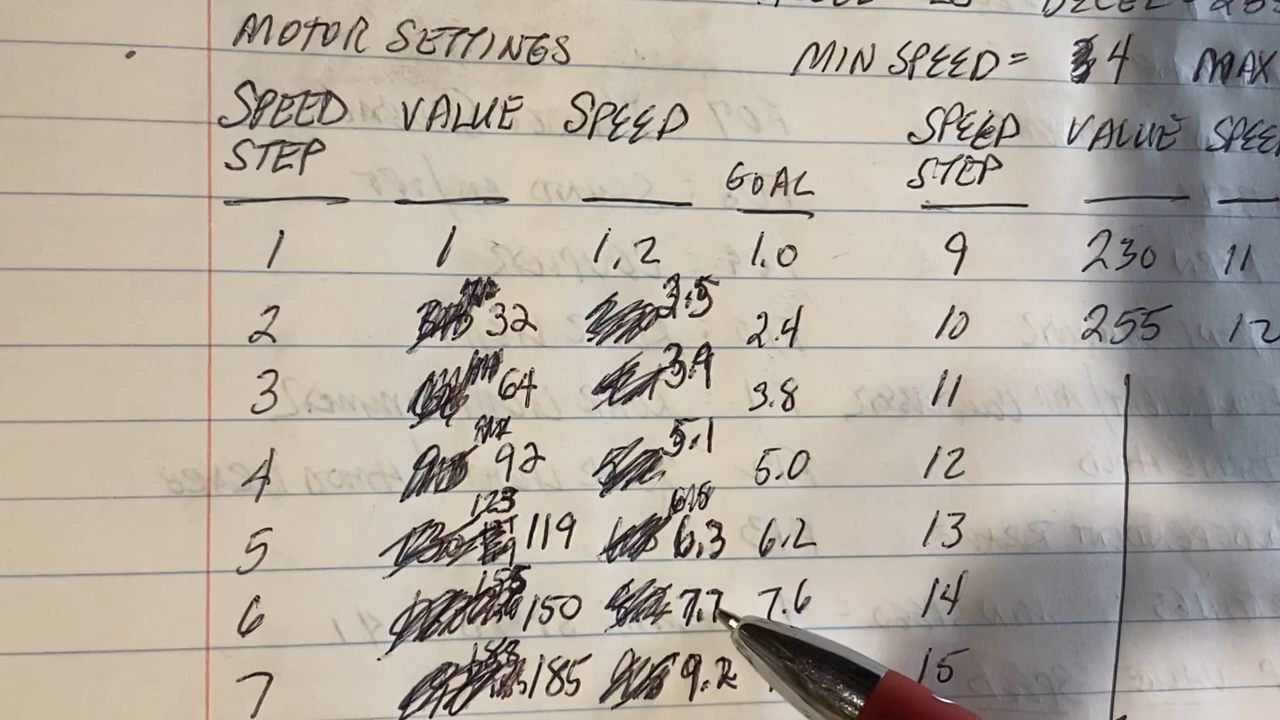 DECEL
MOTOR SETTINGS MIN SPEED = 4 MAX
SPEED VALUE SPEED SPEED VALUE SPEE
STEP GOAL STEP
1 1 1.2 1.0 9 230 11
2 32 2.4 10 255 12
3 64 3.9 3.8 11
4 92 5.1 5.0 12
5 123 119 6.3 6.2 13
6 150 7.7 7.6 14
7 185 9.2 15